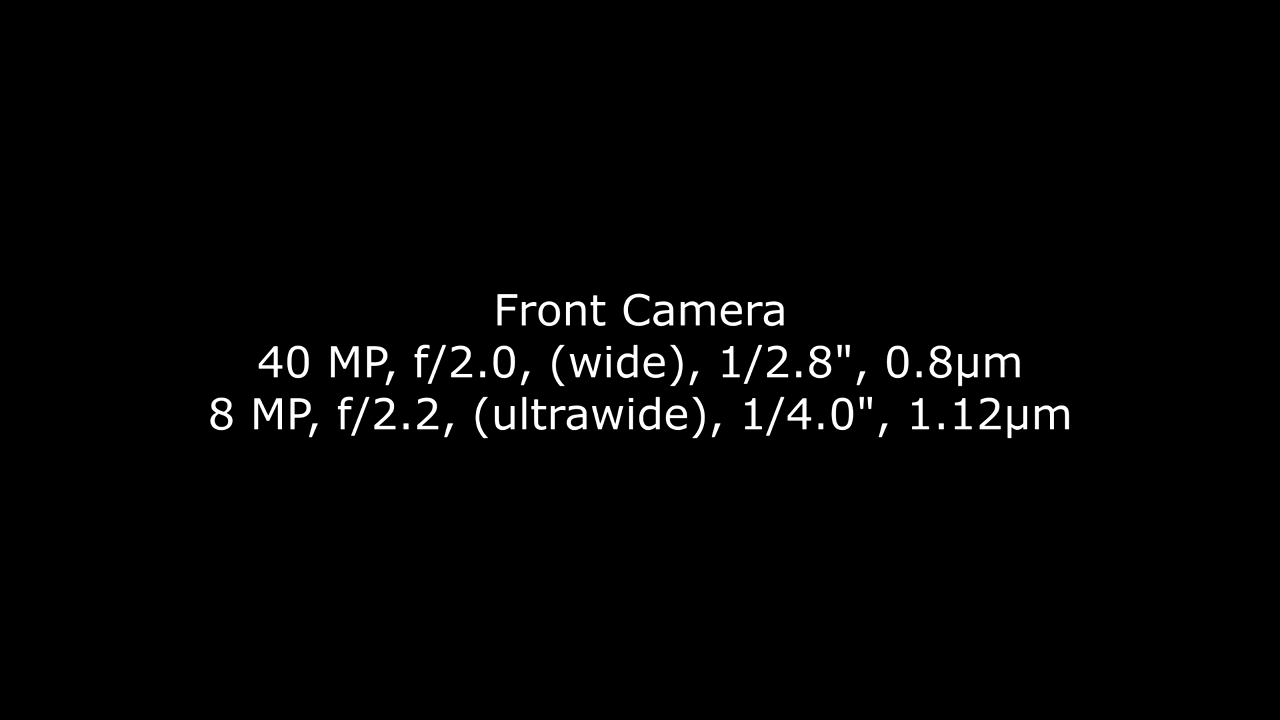 Front Camera
40 MP, f/2.0, (wide), 1/2.8", 0.8µm
8 MP, f/2.2, (ultrawide), 1/4.0", 1.12µm